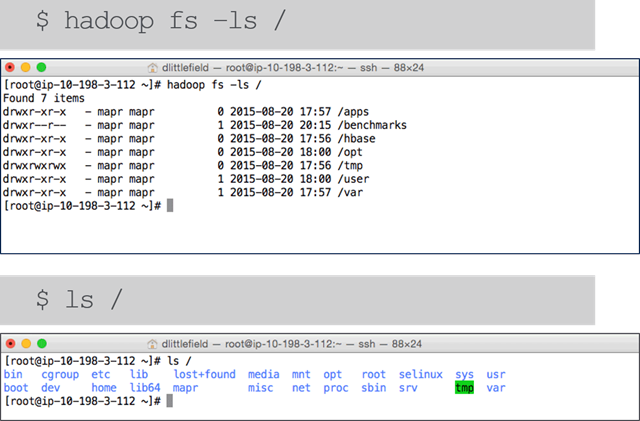 $ hadoop fs -ls /
dlittlefield — root@ip-10-198-3-112:~ — ssh — 88×24
[root@ip-10-198-3-112 ~]# hadoop fs -ls /
Found 7 items
drwxr-xr-x   - mapr mapr          0 2015-08-20 17:57 /apps
drwxr--r--   - mapr mapr          1 2015-08-20 20:15 /benchmarks
drwxr-xr-x   - mapr mapr          0 2015-08-20 17:56 /hbase
drwxr-xr-x   - mapr mapr          0 2015-08-20 18:00 /opt
drwxrwxrwx   - mapr mapr          0 2015-08-20 17:56 /tmp
drwxr-xr-x   - mapr mapr          1 2015-08-20 18:00 /user
drwxr-xr-x   - mapr mapr          1 2015-08-20 17:57 /var
[root@ip-10-198-3-112 ~]#
$ ls /
dlittlefield — root@ip-10-198-3-112:~ — ssh — 88×24
[root@ip-10-198-3-112 ~]# ls /
bin   cgroup  etc   lib    lost+found  media  mnt  opt   root  selinux  sys  usr
boot  dev     home  lib64  mapr        misc   net  proc  sbin  srv      tmp  var
[root@ip-10-198-3-112 ~]#